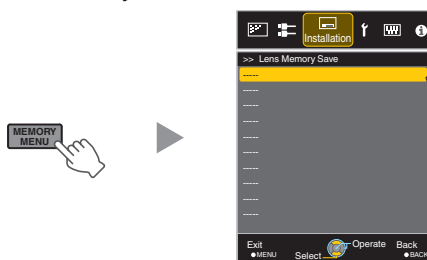 MEMORY
MENU
Installation
>> Lens Memory Save
-----
-----
-----
-----
-----
-----
-----
-----
-----
-----
Exit
●MENU
Select
Operate
Back
●BACK